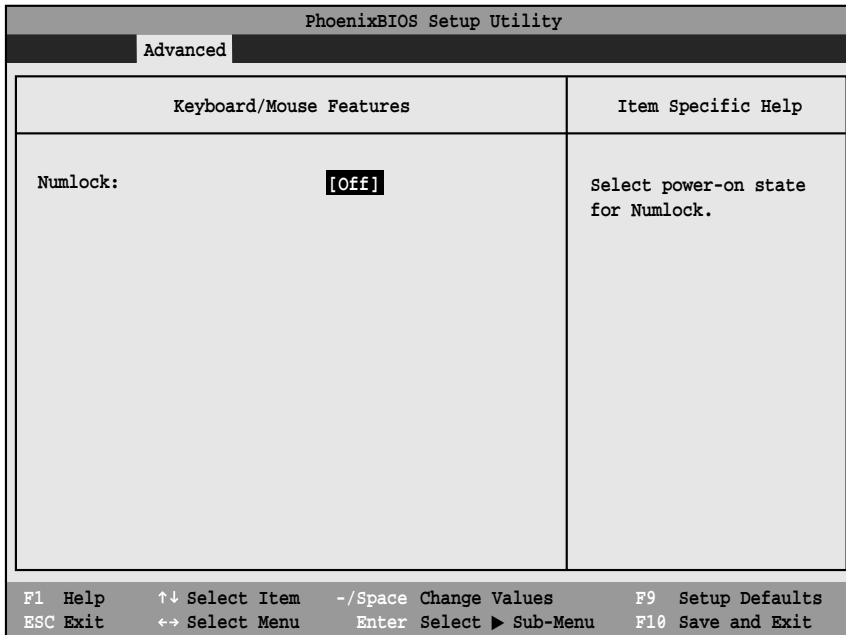 PhoenixBIOS Setup Utility
Advanced
Keyboard/Mouse Features
Item Specific Help
Numlock: [Off]
Select power-on state
for Numlock.
F1 Help ↑↓ Select Item -/Space Change Values F9 Setup Defaults
ESC Exit ←→ Select Menu Enter Select ▶ Sub-Menu F10 Save and Exit